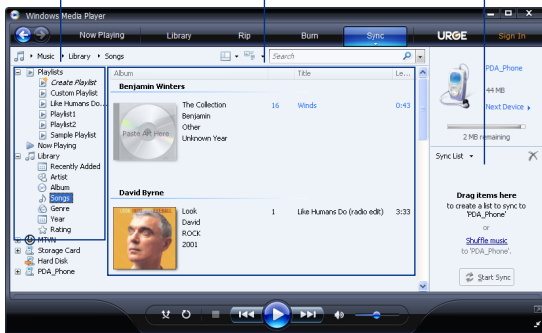 Windows Media Player
Now Playing Library Rip Burn Sync URGE Sign In
Music Library Songs Search
Playlists
Create Playlist
Custom Playlist
Like Humans Do...
Playlist1
Playlist2
Sample Playlist
Now Playing
Library
Recently Added
Artist
Album
Songs
Genre
Year
Rating
MTVN
Storage Card
Hard Disk
PDA_Phone
Album Title Le...
Benjamin Winters
Paste Art Here
The Collection 16 Winds 0:43
Benjamin
Other
Unknown Year
David Byrne
Look 1 Like Humans Do (radio edit) 3:33
David
ROCK
2001
PDA_Phone
44 MB
Next Device
2 MB remaining
Sync List
Drag items here
to create a list to sync to
'PDA_Phone'
or
Shuffle music
to 'PDA_Phone'.
Start Sync